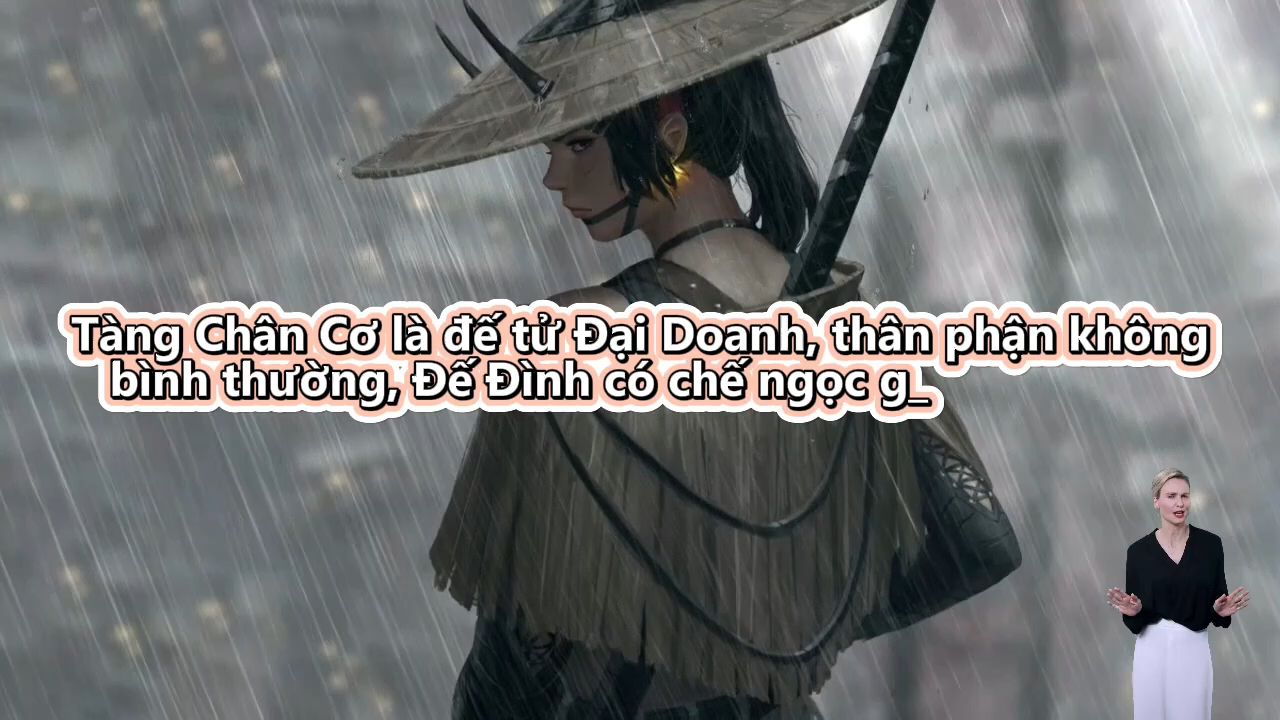 Tàng Chân Cơ là đế tử Đại Doanh, thân phận không
bình thường, Đế Đình có chế ngọc g_